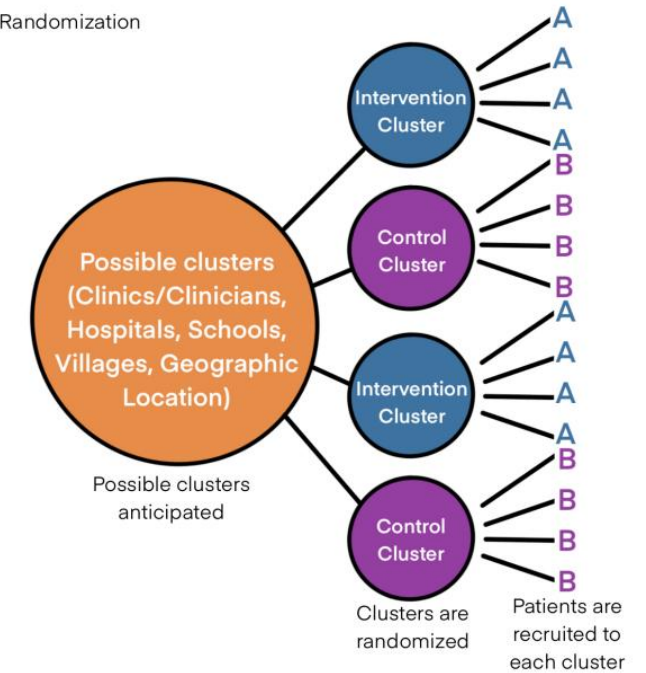 Randomization
Possible clusters
(Clinics/Clinicians,
Hospitals, Schools,
Villages, Geographic
Location)
Possible clusters
anticipated
Intervention
Cluster
Control
Cluster
Intervention
Cluster
Control
Cluster
Clusters are
randomized
A
A
A
A
B
B
B
B
A
A
A
A
B
B
B
B
Patients are
recruited to
each cluster